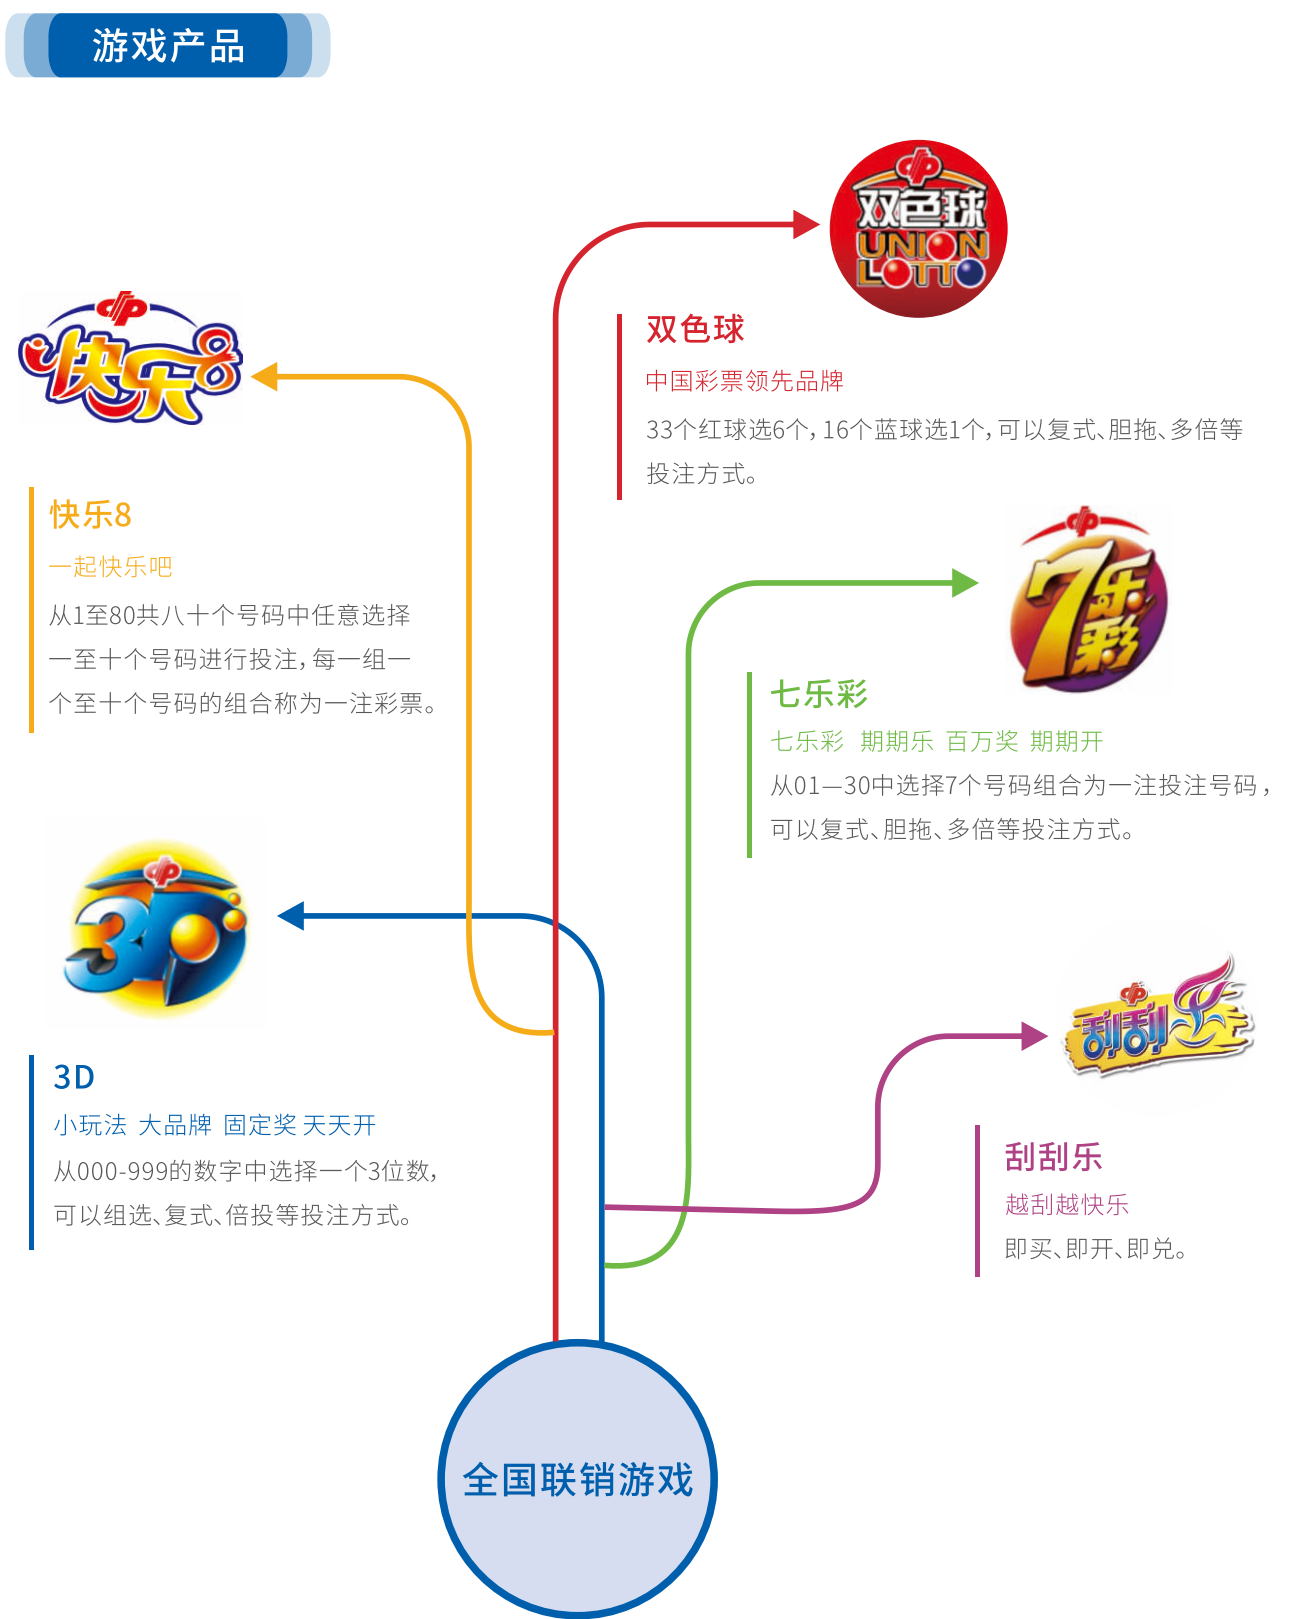 游戏产品
双色球
UNION
LOTTO
双色球
中国彩票领先品牌
33个红球选6个，16个蓝球选1个，可以复式、胆拖、多倍等
投注方式。
快乐8
快乐8
一起快乐吧
从1至80共八十个号码中任意选择
一至十个号码进行投注，每一组一
个至十个号码的组合称为一注彩票。
7乐彩
七乐彩
七乐彩 期期乐 百万奖 期期开
从01—30中选择7个号码组合为一注投注号码，
可以复式、胆拖、多倍等投注方式。
3D
3D
小玩法 大品牌 固定奖 天天开
从000-999的数字中选择一个3位数，
可以组选、复式、倍投等投注方式。
刮刮乐
刮刮乐
越刮越快乐
即买、即开、即兑。
全国联销游戏